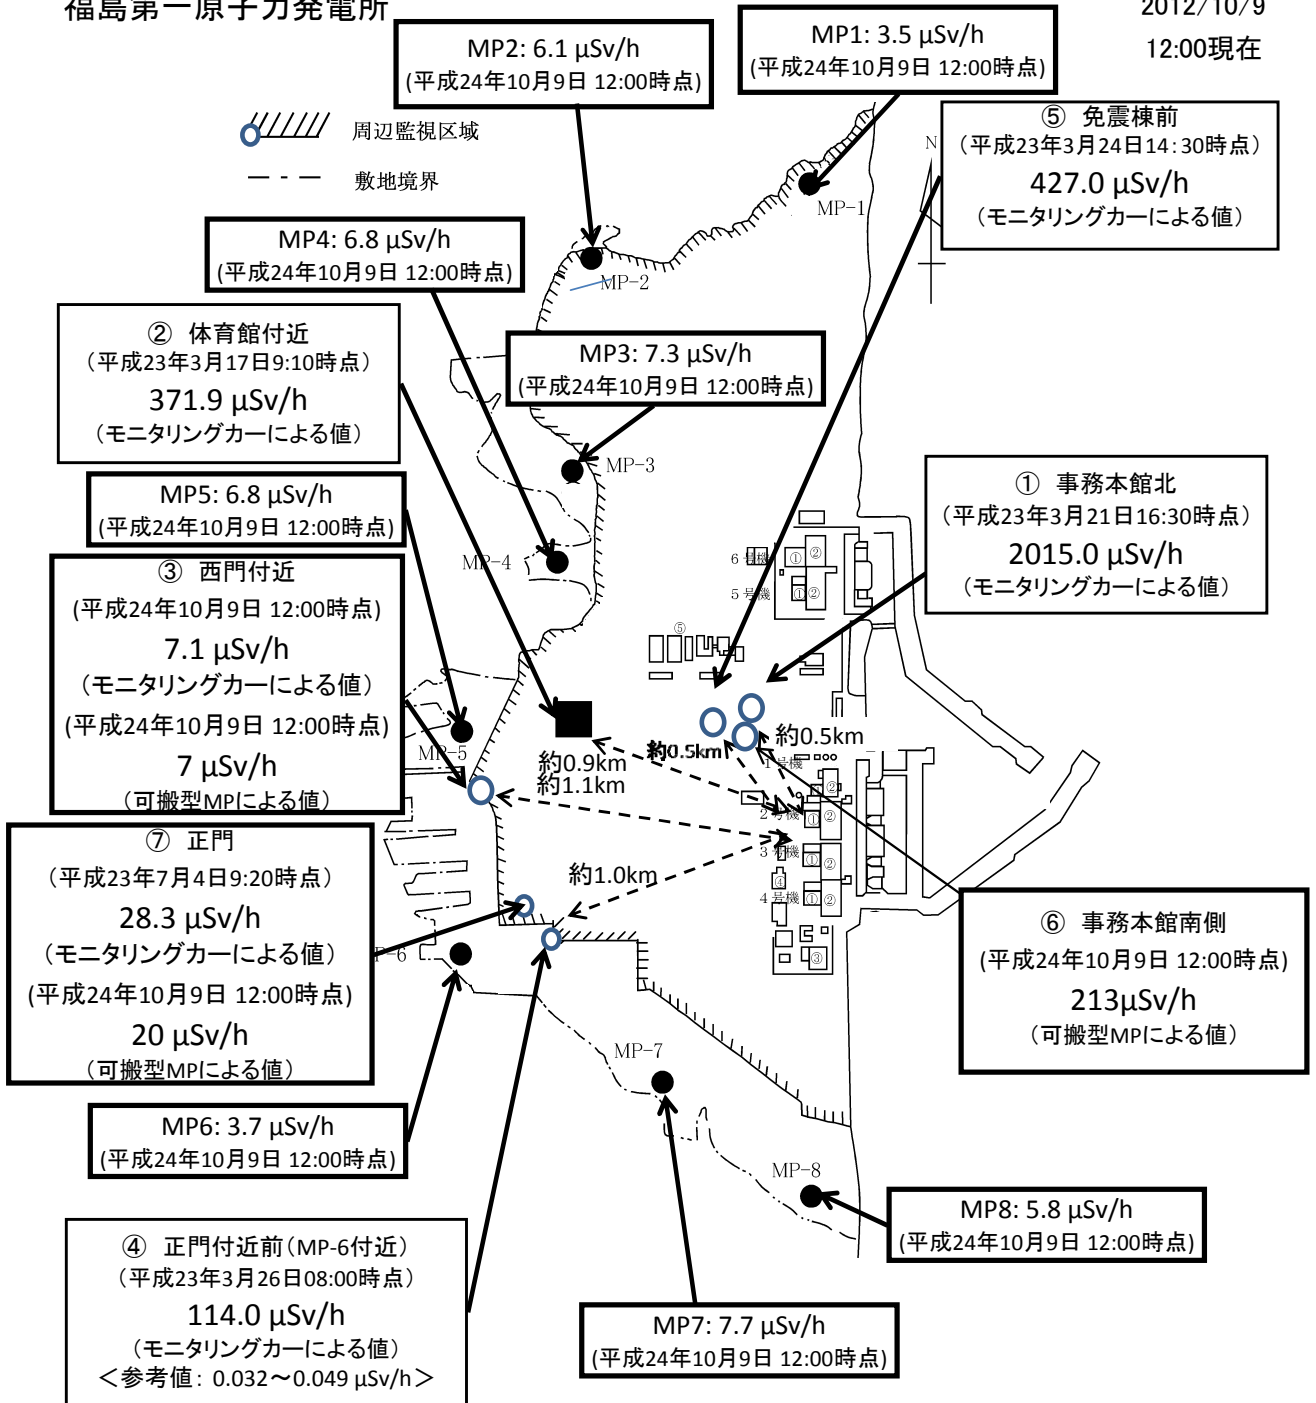 福島第一原子力発電所
2012/10/9
12:00現在
MP2: 6.1 μSv/h
(平成24年10月9日 12:00時点)
MP1: 3.5 μSv/h
(平成24年10月9日 12:00時点)
周辺監視区域
敷地境界
⑤ 免震棟前
(平成23年3月24日14:30時点)
427.0 μSv/h
(モニタリングカーによる値)
N
MP-1
MP4: 6.8 μSv/h
(平成24年10月9日 12:00時点)
MP-2
② 体育館付近
(平成23年3月17日9:10時点)
371.9 μSv/h
(モニタリングカーによる値)
MP3: 7.3 μSv/h
(平成24年10月9日 12:00時点)
MP-3
MP5: 6.8 μSv/h
(平成24年10月9日 12:00時点)
① 事務本館北
(平成23年3月21日16:30時点)
2015.0 μSv/h
(モニタリングカーによる値)
MP-4
6号機
① ②
5号機
① ②
③ 西門付近
(平成24年10月9日 12:00時点)
7.1 μSv/h
(モニタリングカーによる値)
(平成24年10月9日 12:00時点)
7 μSv/h
(可搬型MPによる値)
⑤
MP-5
約0.9km
約1.1km
約0.5km
約0.5km
1号機
②
2号機
① ②
3号機
① ②
④
4号機
① ②
③
約1.0km
⑦ 正門
(平成23年7月4日9:20時点)
28.3 μSv/h
(モニタリングカーによる値)
(平成24年10月9日 12:00時点)
20 μSv/h
(可搬型MPによる値)
P-6
⑥ 事務本館南側
(平成24年10月9日 12:00時点)
213μSv/h
(可搬型MPによる値)
MP-7
MP6: 3.7 μSv/h
(平成24年10月9日 12:00時点)
MP-8
MP8: 5.8 μSv/h
(平成24年10月9日 12:00時点)
④ 正門付近前(MP-6付近)
(平成23年3月26日08:00時点)
114.0 μSv/h
(モニタリングカーによる値)
＜参考値: 0.032～0.049 μSv/h＞
MP7: 7.7 μSv/h
(平成24年10月9日 12:00時点)